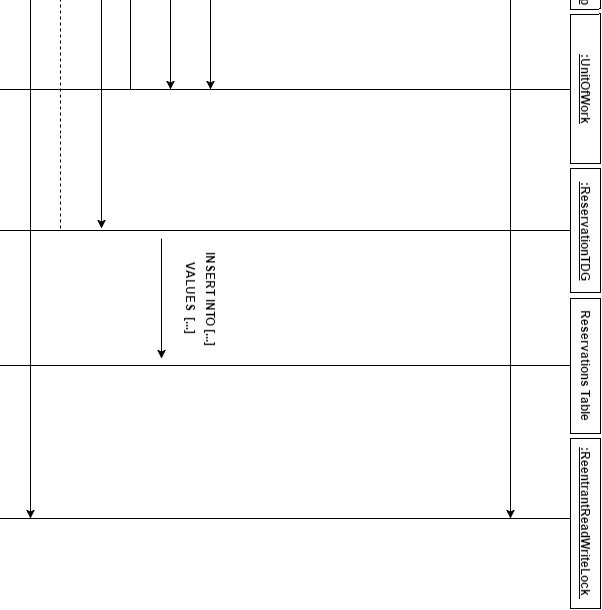 :UnitOfWork
:ReservationTDG
Reservations Table
:ReentrantReadWriteLock
INSERT INTO [...]
VALUES [...]